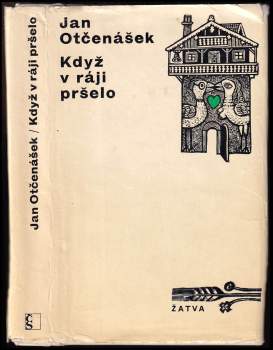 Jan
Otčenášek
Když
v ráji
pršelo
ŽATVA
Jan Otčenášek / Když v ráji pršelo
ČS